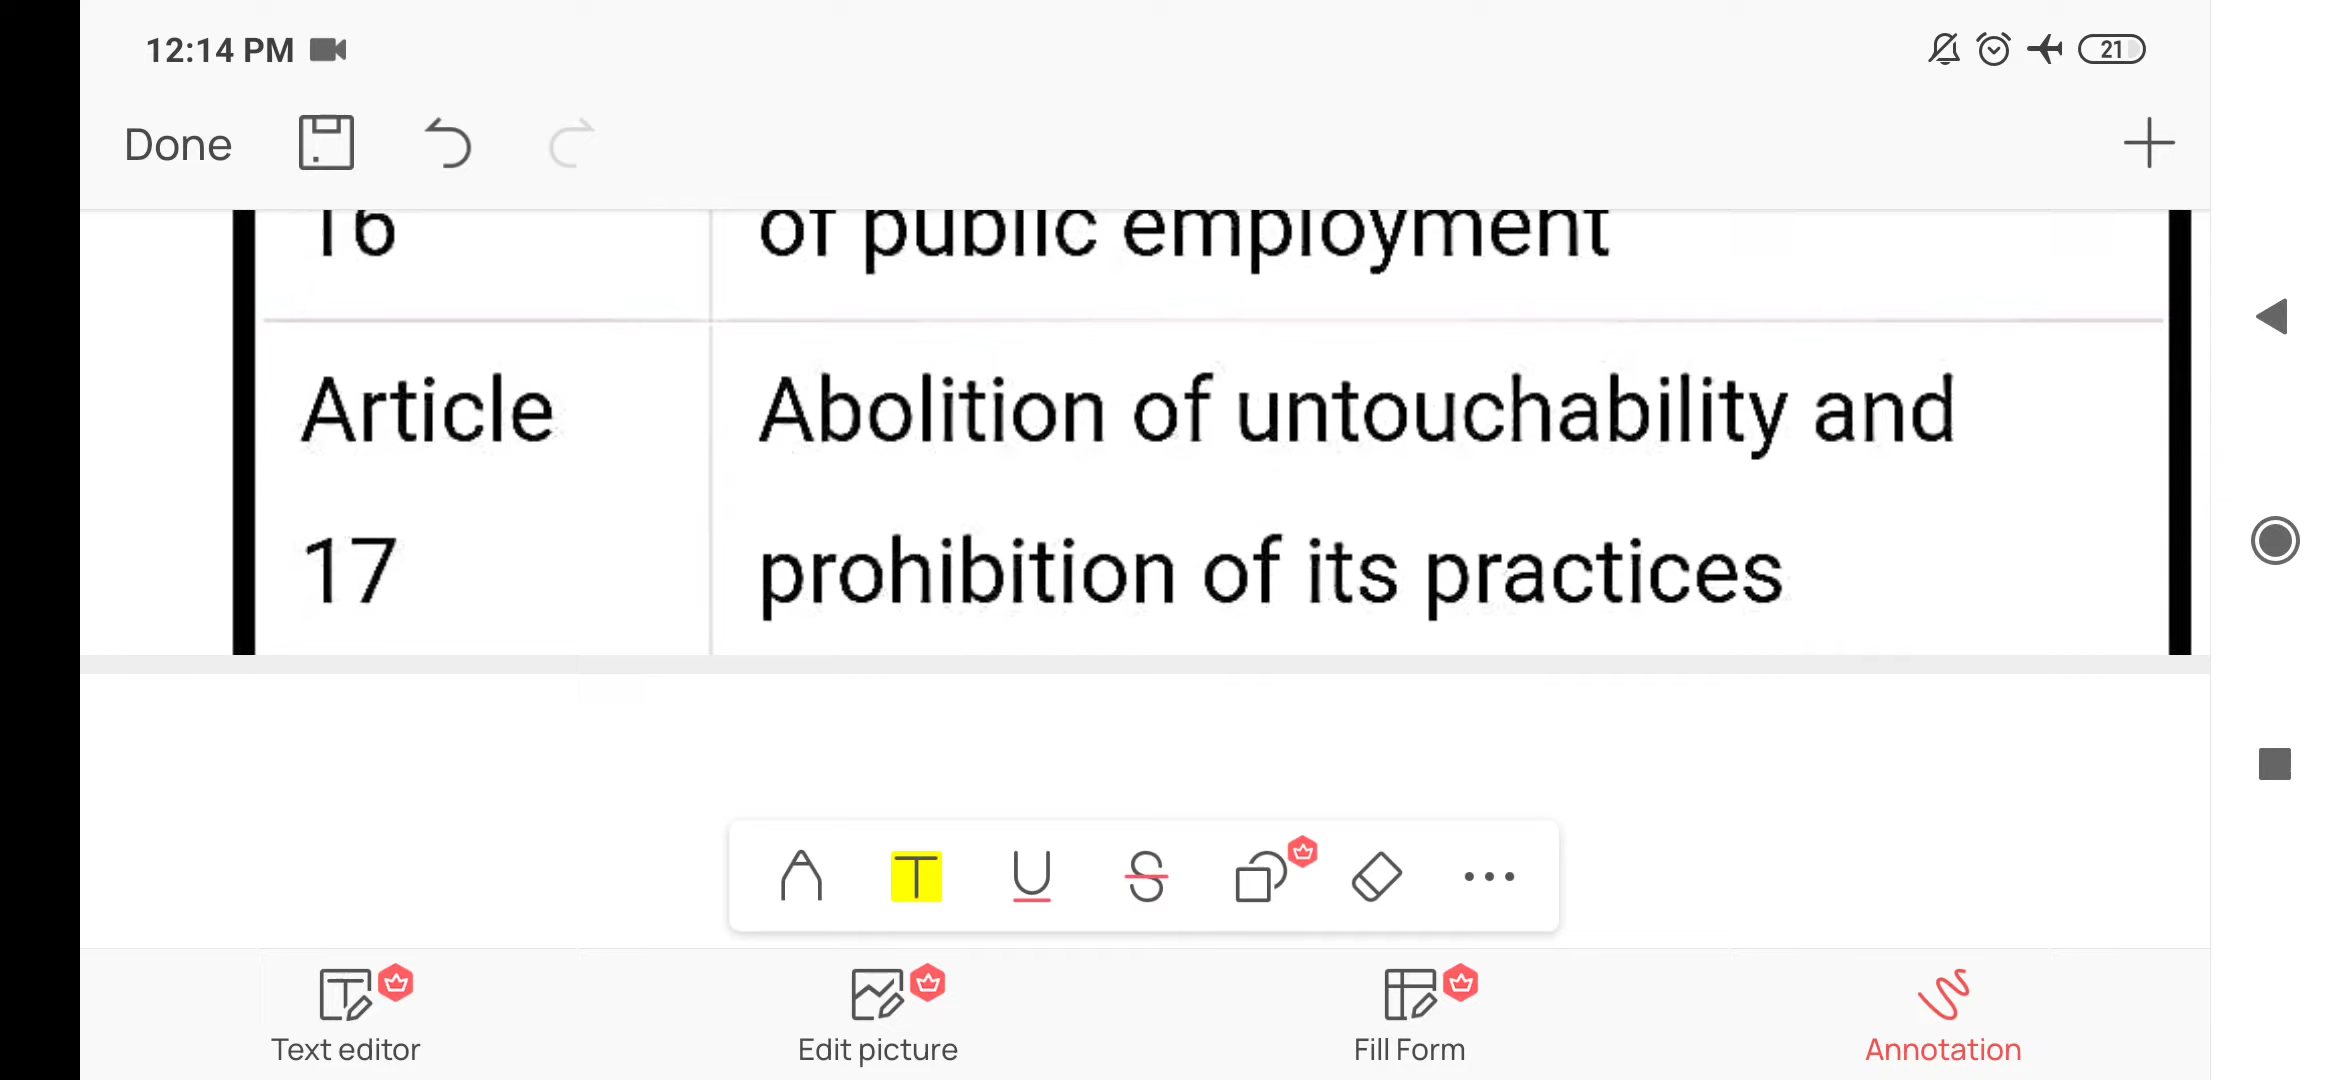 12:14 PM
21
Done
16 of public employment
Article Abolition of untouchability and
17 prohibition of its practices
T U S
Text editor Edit picture Fill Form Annotation